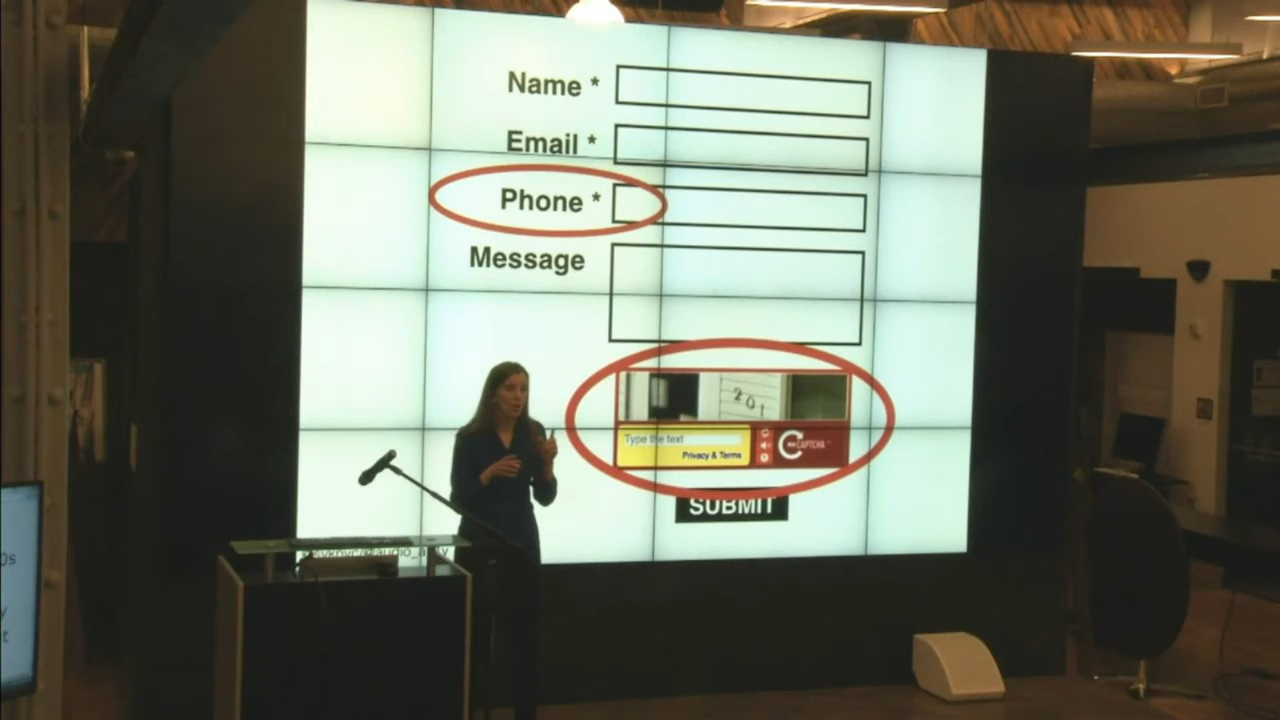 Name *
Email *
Phone *
Message
201
Type the text
Privacy & Terms
CAPTCHA
SUBMIT